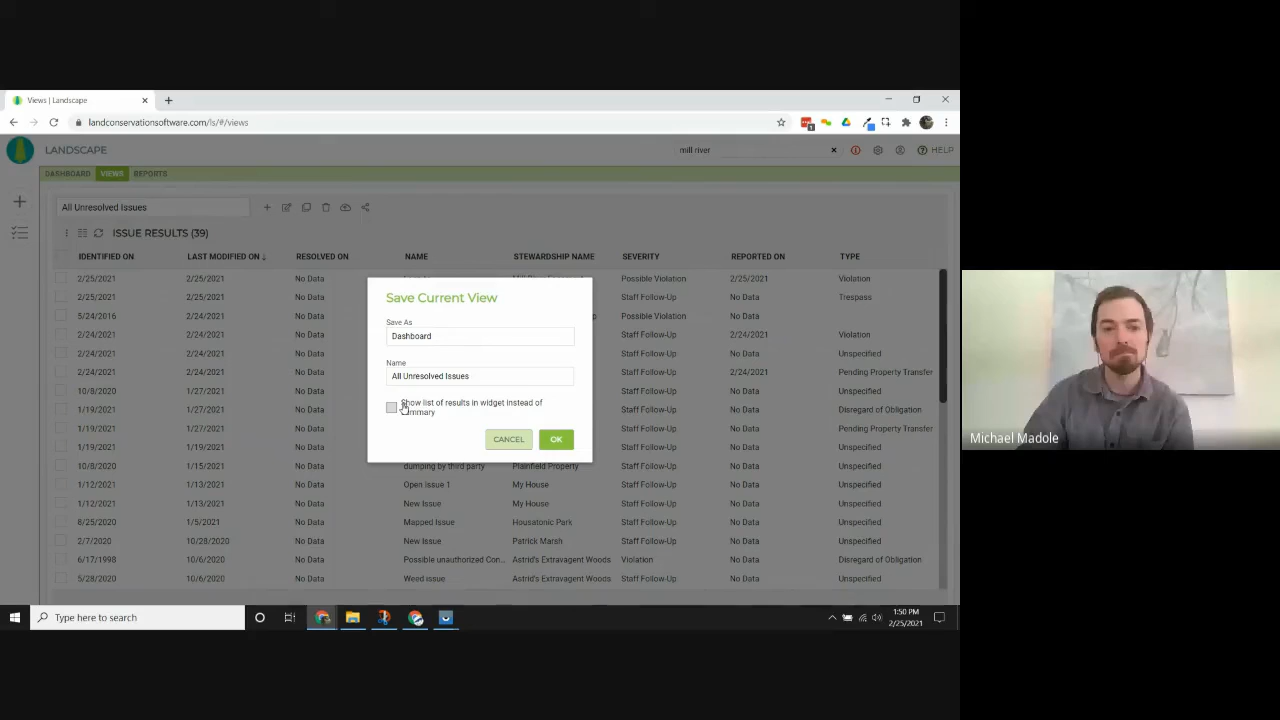 Views | Landscape
landconservationsoftware.com/ls/#/views
LANDSCAPE
mill river
HELP
DASHBOARD VIEWS REPORTS
All Unresolved Issues
ISSUE RESULTS (39)
IDENTIFIED ON LAST MODIFIED ON RESOLVED ON NAME STEWARDSHIP NAME SEVERITY REPORTED ON TYPE
2/25/2021 2/25/2021 No Data Possible Violation 2/25/2021 Violation
2/25/2021 2/25/2021 No Data Staff Follow-Up No Data Trespass
5/24/2016 2/24/2021 No Data Possible Violation No Data
2/24/2021 2/24/2021 No Data Staff Follow-Up 2/24/2021 Violation
2/24/2021 2/24/2021 No Data Staff Follow-Up No Data Unspecified
2/24/2021 2/24/2021 No Data Staff Follow-Up 2/24/2021 Pending Property Transfer
10/8/2020 1/27/2021 No Data Staff Follow-Up No Data Unspecified
1/19/2021 1/27/2021 No Data Staff Follow-Up No Data Disregard of Obligation
1/19/2021 1/27/2021 No Data Staff Follow-Up No Data Pending Property Transfer
1/19/2021 1/19/2021 No Data Staff Follow-Up No Data Unspecified
10/8/2020 1/15/2021 No Data dumping by third party Plainfield Property Staff Follow-Up No Data Unspecified
1/12/2021 1/13/2021 No Data Open Issue 1 My House Staff Follow-Up No Data Unspecified
1/12/2021 1/13/2021 No Data New Issue My House Staff Follow-Up No Data Unspecified
8/25/2020 1/5/2021 No Data Mapped Issue Housatonic Park Staff Follow-Up No Data Unspecified
2/7/2020 10/28/2020 No Data New Issue Patrick Marsh Staff Follow-Up No Data Unspecified
6/17/1998 10/6/2020 No Data Possible unauthorized Con... Astrid's Extravagent Woods Violation No Data Disregard of Obligation
5/28/2020 10/6/2020 No Data Weed issue Astrid's Extravagent Woods Staff Follow-Up No Data Unspecified
Save Current View
Save As
Dashboard
Name
All Unresolved Issues
Show list of results in widget instead of
summary
CANCEL OK
Type here to search
1:50 PM
2/25/2021
Michael Madole